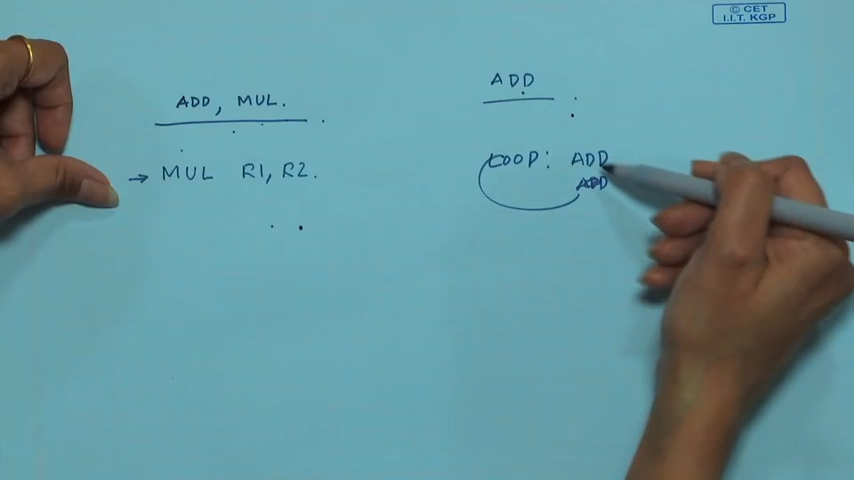 © CET
I.I.T. KGP
ADD, MUL.
→ MUL R1, R2.
ADD
LOOP: ADD
ADD